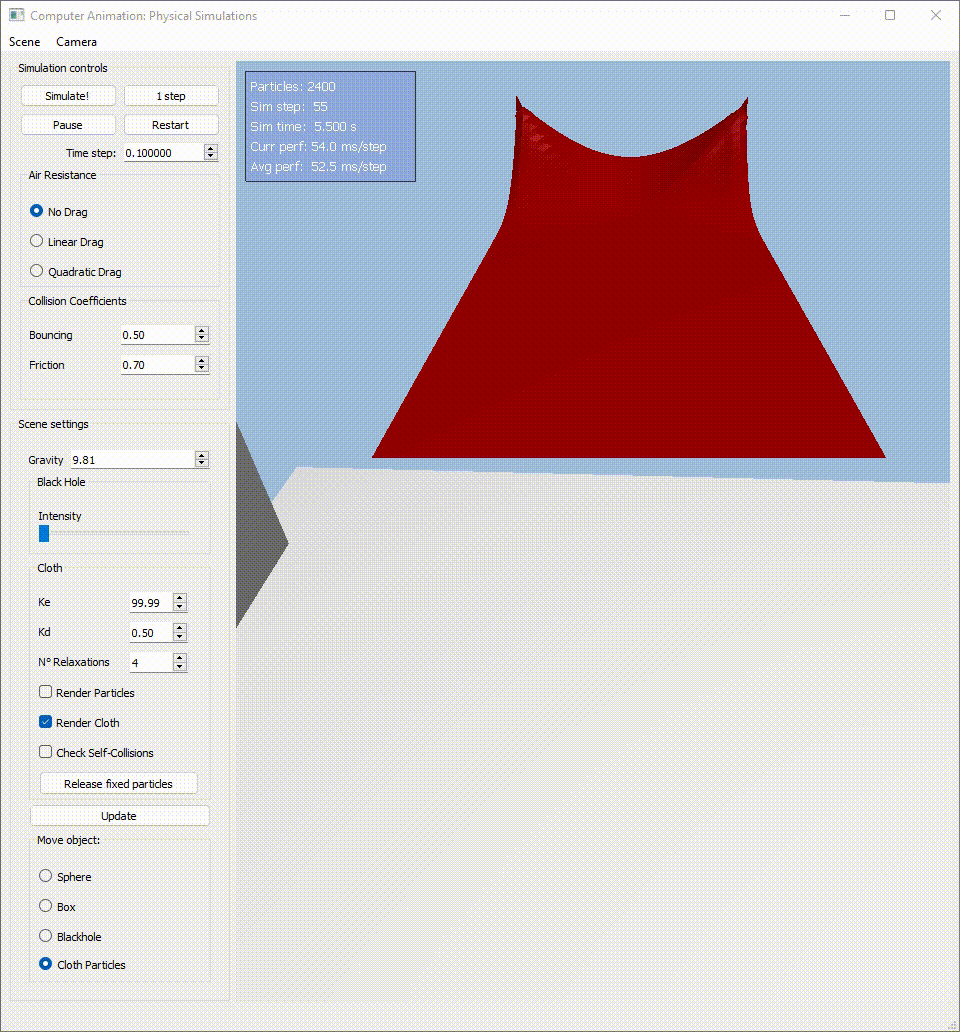 Computer Animation: Physical Simulations
Scene Camera
Simulation controls
Simulate! 1 step
Pause Restart
Time step: 0.100000
Air Resistance
No Drag
Linear Drag
Quadratic Drag
Collision Coefficients
Bouncing 0.50
Friction 0.70
Scene settings
Gravity 9.81
Black Hole
Intensity
Cloth
Ke 99.99
Kd 0.50
Nº Relaxations 4
Render Particles
Render Cloth
Check Self-Collisions
Release fixed particles
Update
Move object:
Sphere
Box
Blackhole
Cloth Particles
Particles: 2400
Sim step: 55
Sim time: 5.500 s
Curr perf: 54.0 ms/step
Avg perf: 52.5 ms/step